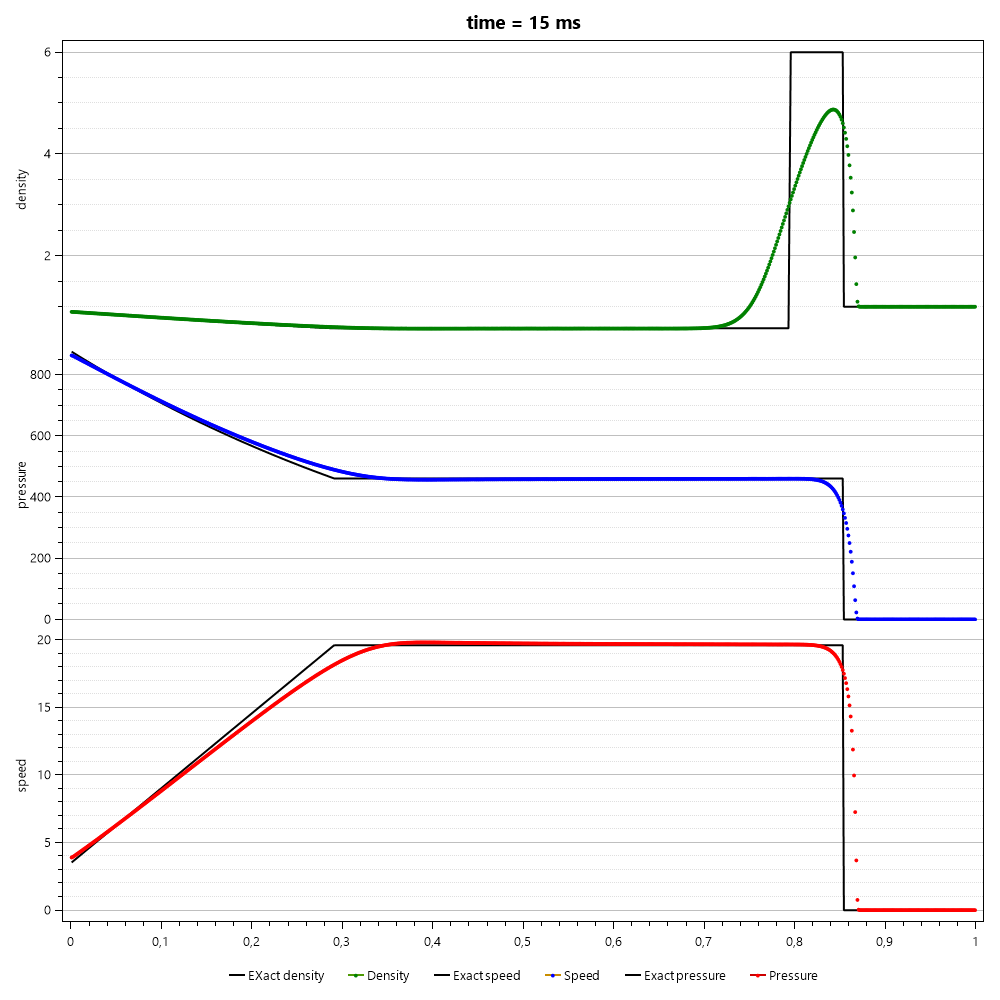 time = 15 ms
6
4
2
density
800
600
400
200
0
pressure
20
15
10
5
0
speed
0 0,1 0,2 0,3 0,4 0,5 0,6 0,7 0,8 0,9 1
EXact density Density Exact speed Speed Exact pressure Pressure